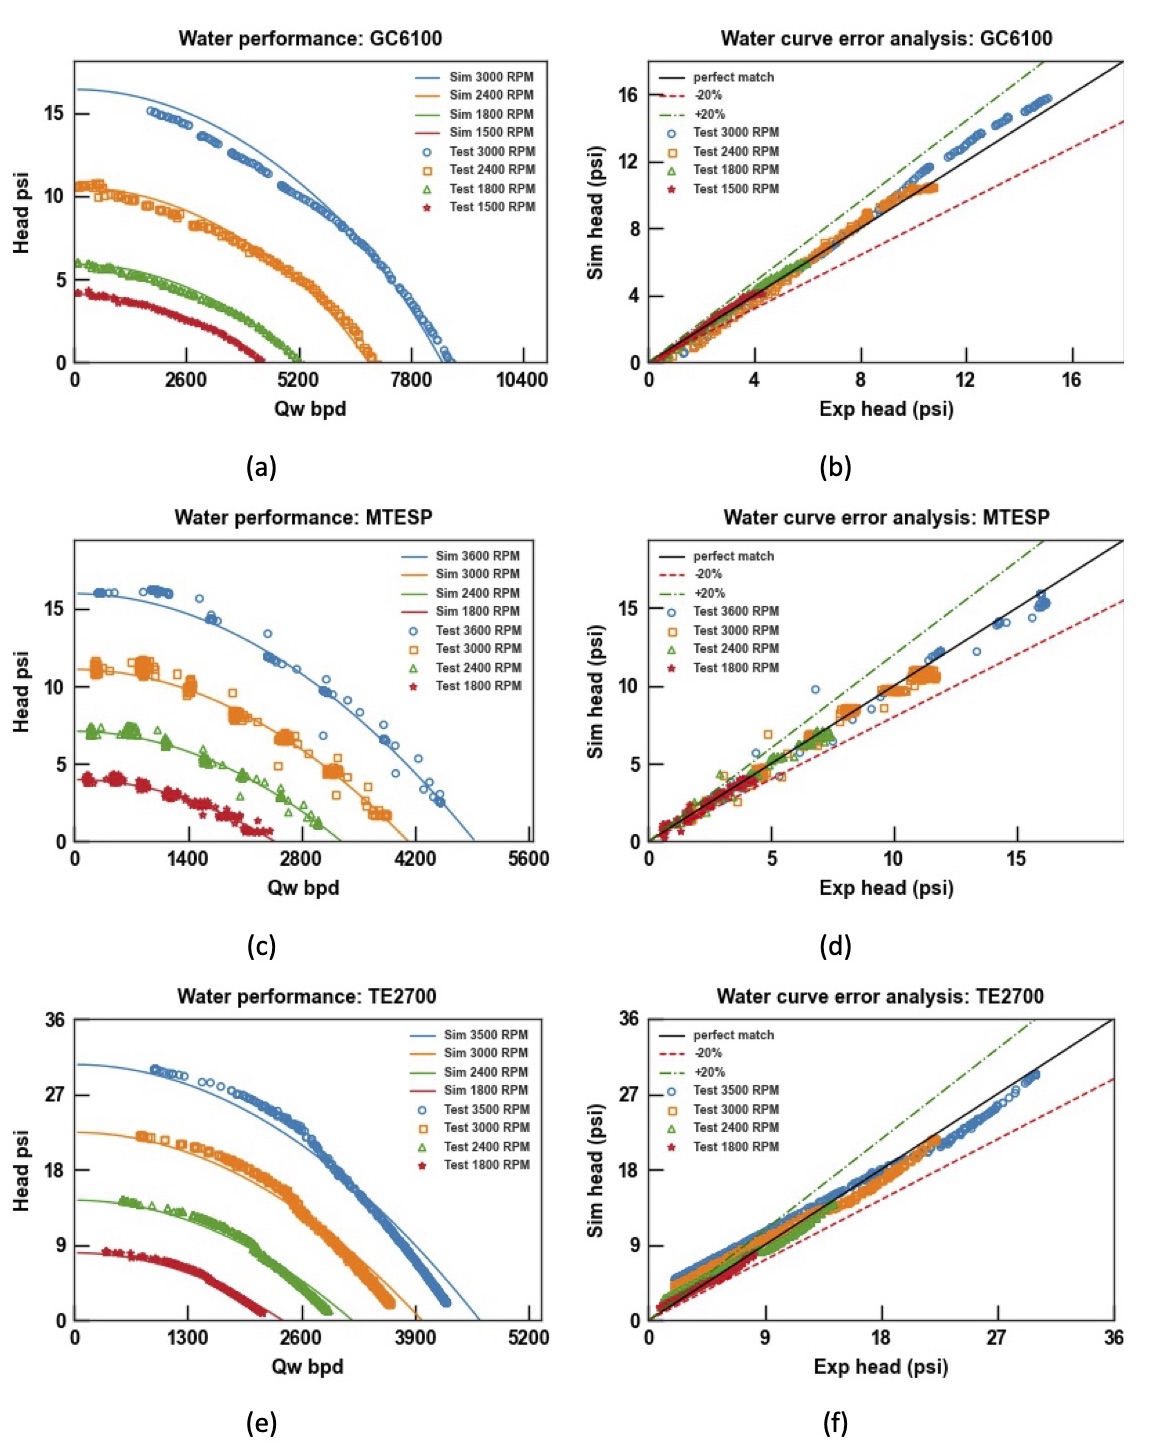 Water performance: GC6100
Head psi
15
10
5
0
0 2600 5200 7800 10400
Qw bpd
Sim 3000 RPM
Sim 2400 RPM
Sim 1800 RPM
Sim 1500 RPM
Test 3000 RPM
Test 2400 RPM
Test 1800 RPM
Test 1500 RPM
(a)
Water curve error analysis: GC6100
Sim head (psi)
16
12
8
4
0
0 4 8 12 16
Exp head (psi)
perfect match
-20%
+20%
Test 3000 RPM
Test 2400 RPM
Test 1800 RPM
Test 1500 RPM
(b)
Water performance: MTESP
Head psi
15
10
5
0
0 1400 2800 4200 5600
Qw bpd
Sim 3600 RPM
Sim 3000 RPM
Sim 2400 RPM
Sim 1800 RPM
Test 3600 RPM
Test 3000 RPM
Test 2400 RPM
Test 1800 RPM
(c)
Water curve error analysis: MTESP
Sim head (psi)
15
10
5
0
0 5 10 15
Exp head (psi)
perfect match
-20%
+20%
Test 3600 RPM
Test 3000 RPM
Test 2400 RPM
Test 1800 RPM
(d)
Water performance: TE2700
Head psi
36
27
18
9
0
0 1300 2600 3900 5200
Qw bpd
Sim 3500 RPM
Sim 3000 RPM
Sim 2400 RPM
Sim 1800 RPM
Test 3500 RPM
Test 3000 RPM
Test 2400 RPM
Test 1800 RPM
(e)
Water curve error analysis: TE2700
Sim head (psi)
36
27
18
9
0
0 9 18 27 36
Exp head (psi)
perfect match
-20%
+20%
Test 3500 RPM
Test 3000 RPM
Test 2400 RPM
Test 1800 RPM
(f)